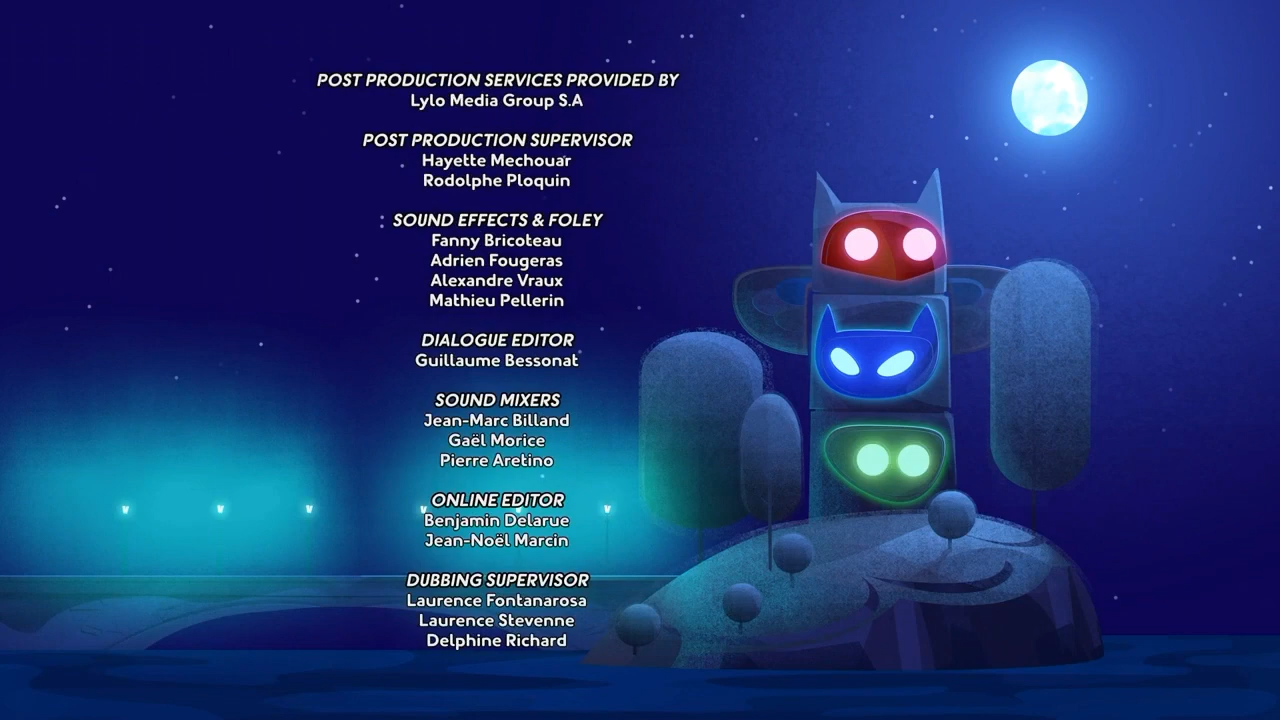 POST PRODUCTION SERVICES PROVIDED BY
Lylo Media Group S.A
POST PRODUCTION SUPERVISOR
Hayette Mechouar
Rodolphe Ploquin
SOUND EFFECTS & FOLEY
Fanny Bricoteau
Adrien Fougeras
Alexandre Vraux
Mathieu Pellerin
DIALOGUE EDITOR
Guillaume Bessonat
SOUND MIXERS
Jean-Marc Billand
Gaël Morice
Pierre Aretino
ONLINE EDITOR
Benjamin Delarue
Jean-Noël Marcin
DUBBING SUPERVISOR
Laurence Fontanarosa
Laurence Stevenne
Delphine Richard